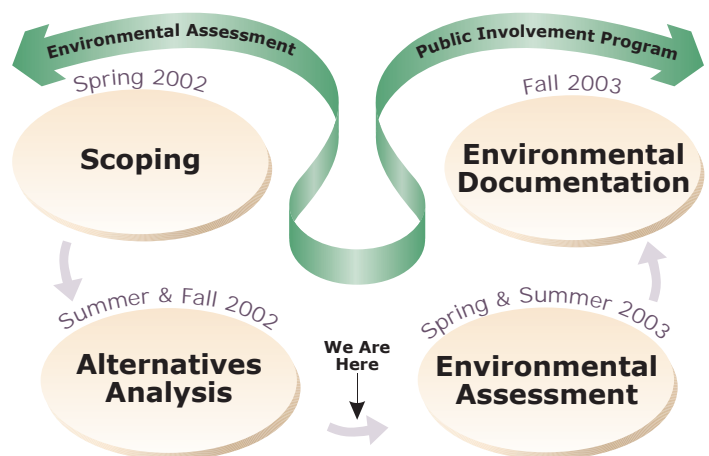 Environmental Assessment
Public Involvement Program
Spring 2002
Scoping
Fall 2003
Environmental
Documentation
Summer & Fall 2002
Alternatives
Analysis
We Are
Here
Spring & Summer 2003
Environmental
Assessment